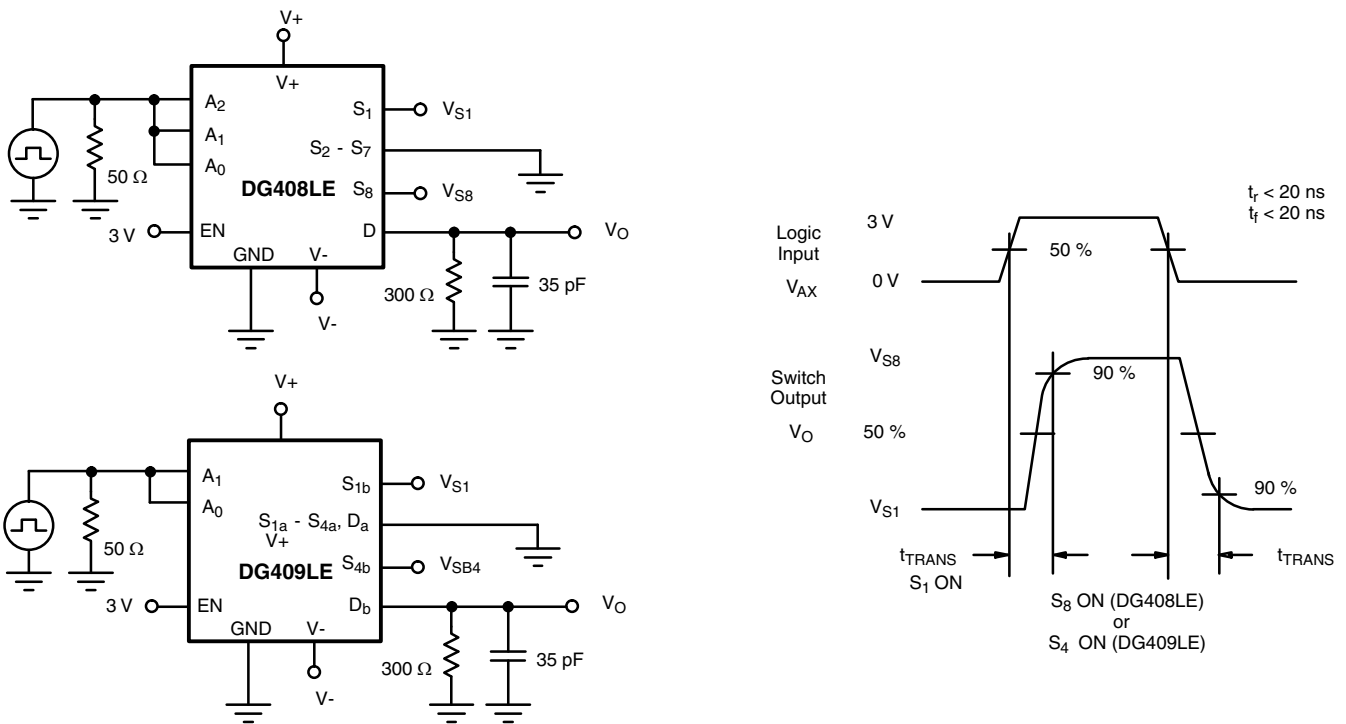 V+
V+
A2
A1
A0
50 Ω
S1
VS1
S2 - S7
DG408LE
S8
VS8
3 V
EN
D
VO
GND
V-
300 Ω
35 pF
V-
V+
A1
A0
50 Ω
S1b
VS1
S1a - S4a, Da
V+
DG409LE
S4b
VSB4
3 V
EN
Db
VO
GND
V-
300 Ω
35 pF
V-
tr < 20 ns
tf < 20 ns
Logic
Input
VAX
3 V
50 %
0 V
Switch
Output
VO
VS8
90 %
50 %
VS1
90 %
tTRANS
S1 ON
tTRANS
S8 ON (DG408LE)
or
S4 ON (DG409LE)